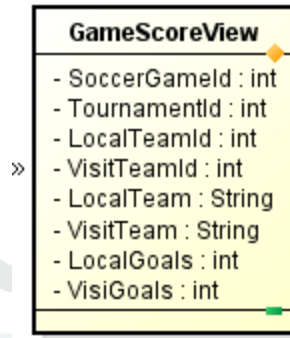 GameScoreView
- SoccerGameId : int
- TournamentId : int
- LocalTeamId : int
»
- VisitTeamId : int
- LocalTeam : String
- VisitTeam : String
- LocalGoals : int
- VisiGoals : int